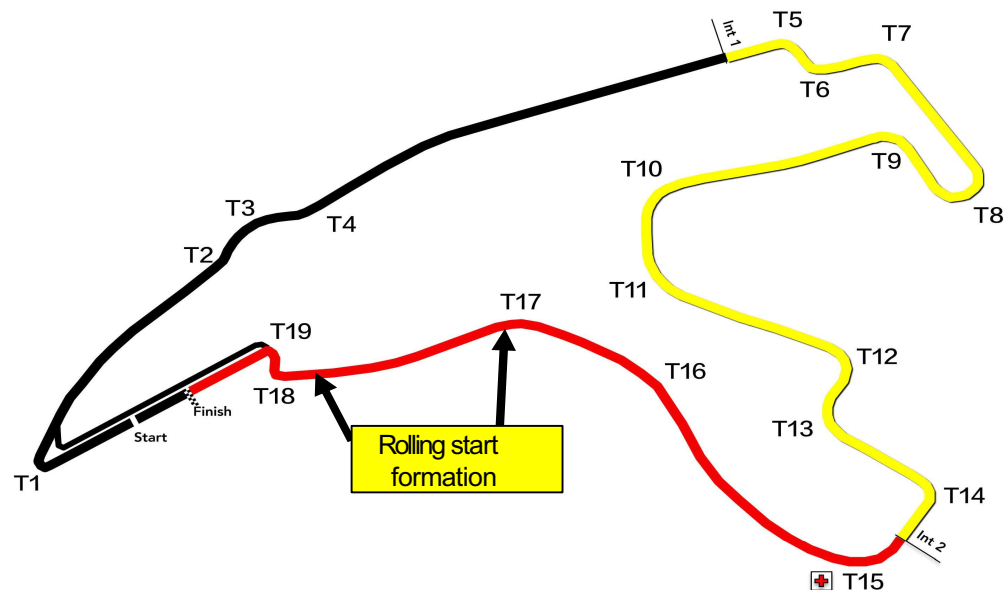 Int 1
T5
T7
T6
T10
T9
T8
T3
T4
T2
T11
T17
T19
T12
T16
T18
Finish
Start
T13
Rolling start
formation
T1
T14
Int 2
T15